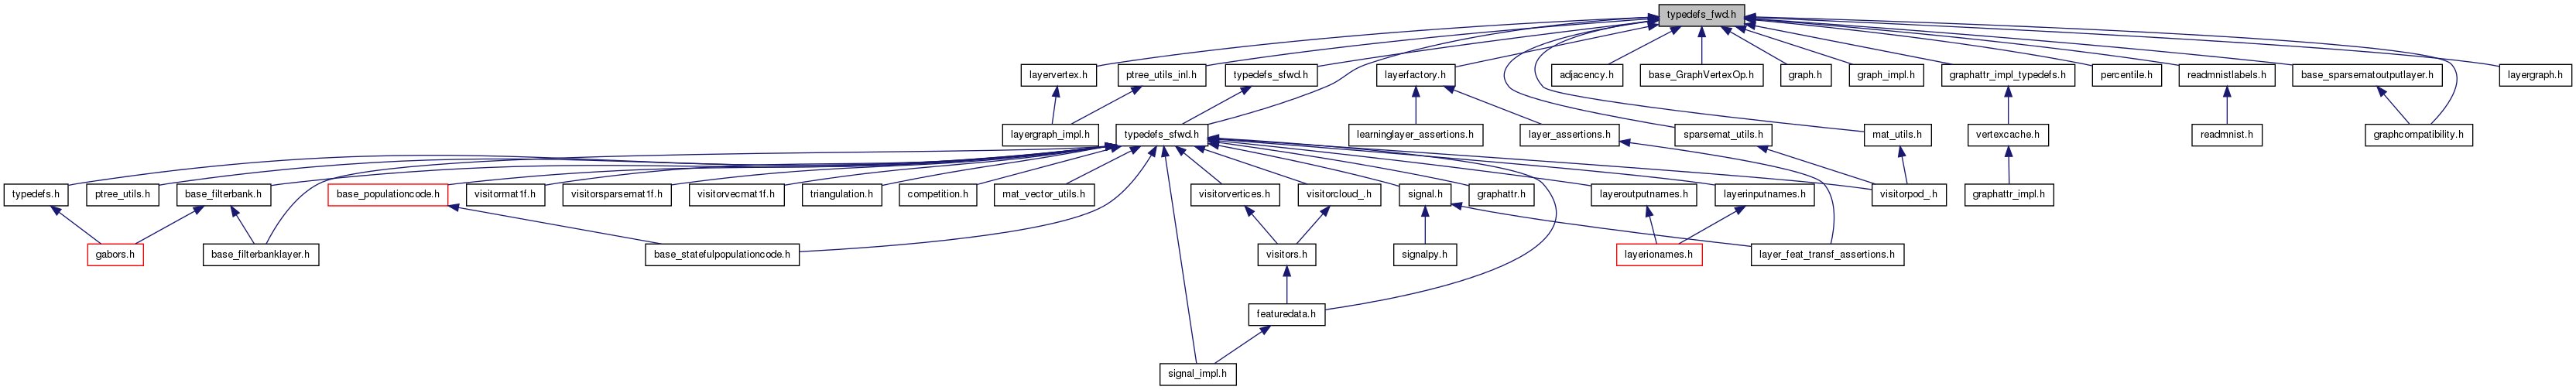 typedefs_fwd.h
layervertex.h
ptree_utils_inl.h
typedefs_sfwd.h
layerfactory.h
adjacency.h
base_GraphVertexOp.h
graph.h
graph_impl.h
graphattr_impl_typedefs.h
percentile.h
readmnistlabels.h
base_sparsematoutputlayer.h
layergraph.h
layergraph_impl.h
typedefs_sfwd.h
learninglayer_assertions.h
layer_assertions.h
sparsemat_utils.h
mat_utils.h
vertexcache.h
readmnist.h
graphcompatibility.h
typedefs.h
ptree_utils.h
base_filterbank.h
base_populationcode.h
visitormat1f.h
visitorsparsemat1f.h
visitorvecmat1f.h
triangulation.h
competition.h
mat_vector_utils.h
visitorvertices.h
visitorcloud_.h
signal.h
graphattr.h
layeroutputnames.h
layerinputnames.h
visitorpod_.h
graphattr_impl.h
gabors.h
base_filterbanklayer.h
base_statefulpopulationcode.h
visitors.h
signalpy.h
layerionames.h
layer_feat_transf_assertions.h
featuredata.h
signal_impl.h